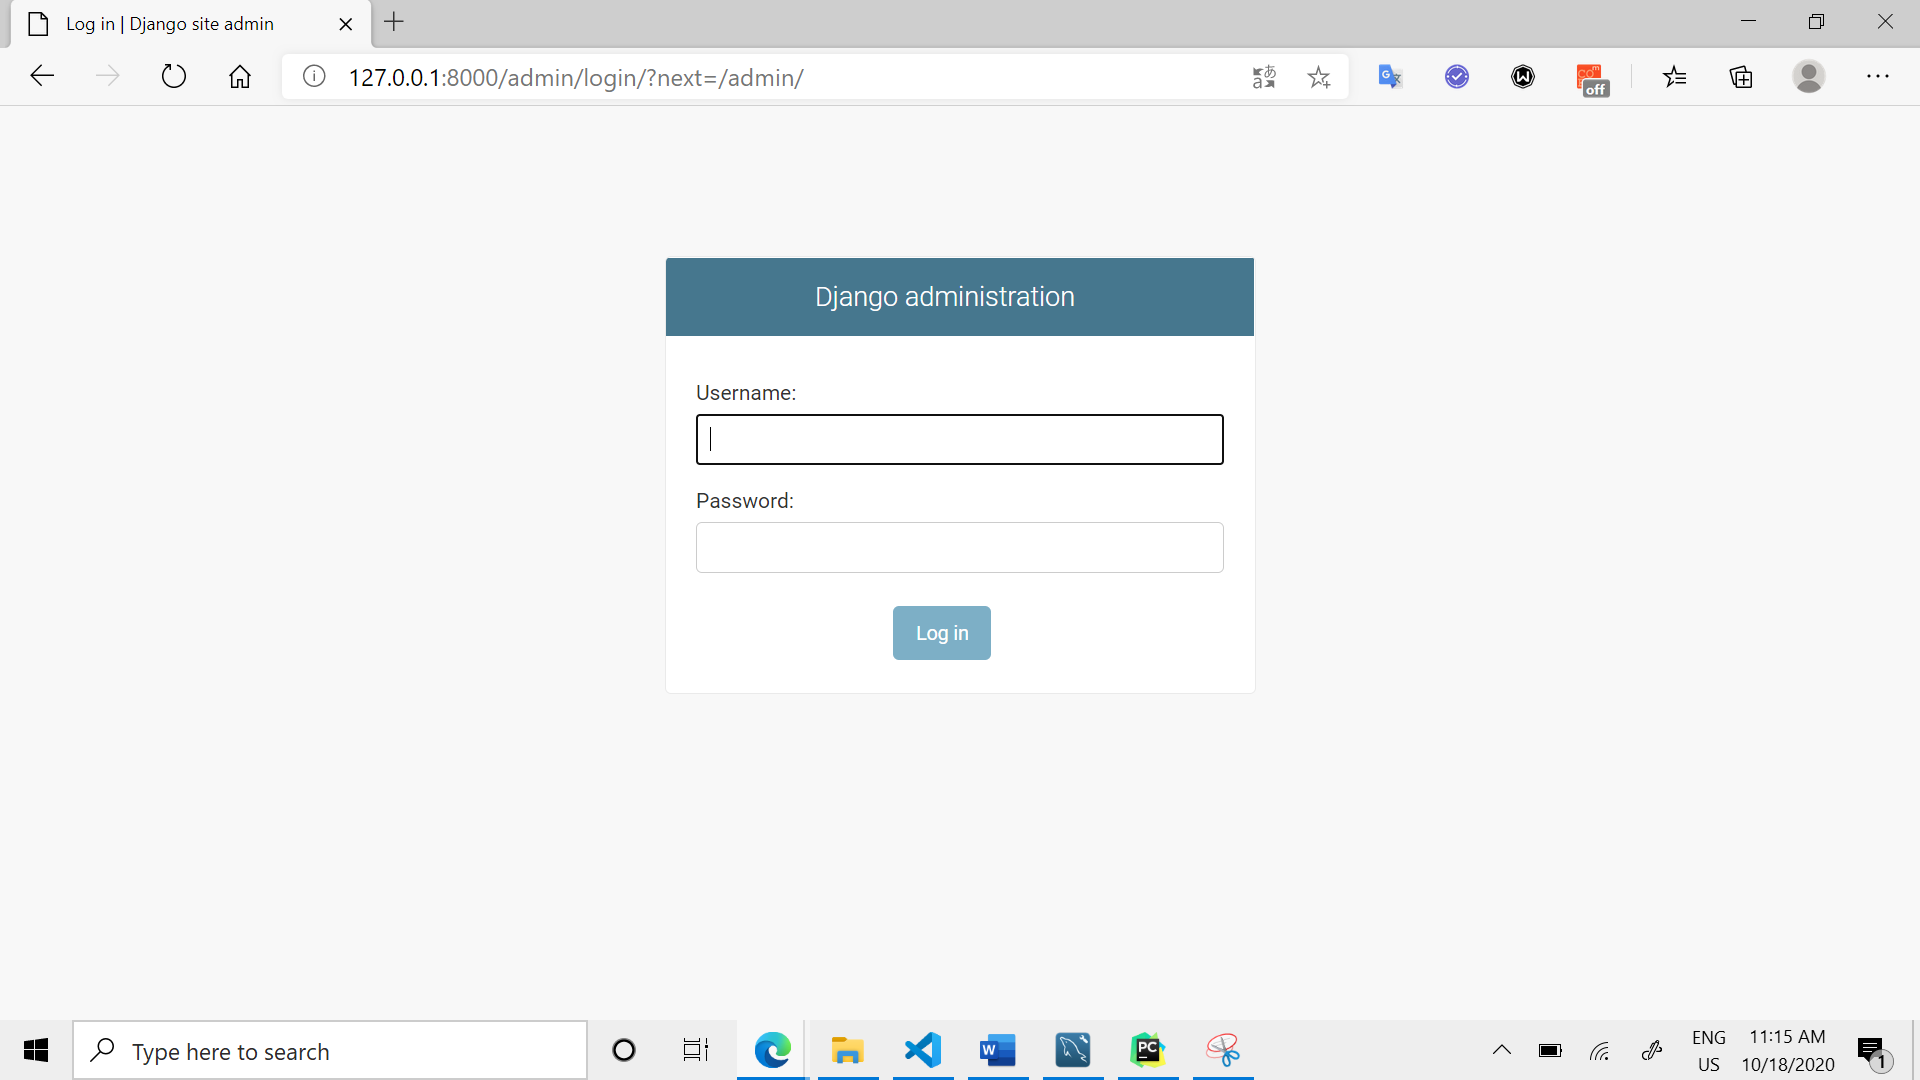 Log in | Django site admin
127.0.0.1:8000/admin/login/?next=/admin/
off
Django administration
Username:
Password:
Log in
Type here to search
ENG
US
11:15 AM
10/18/2020
1